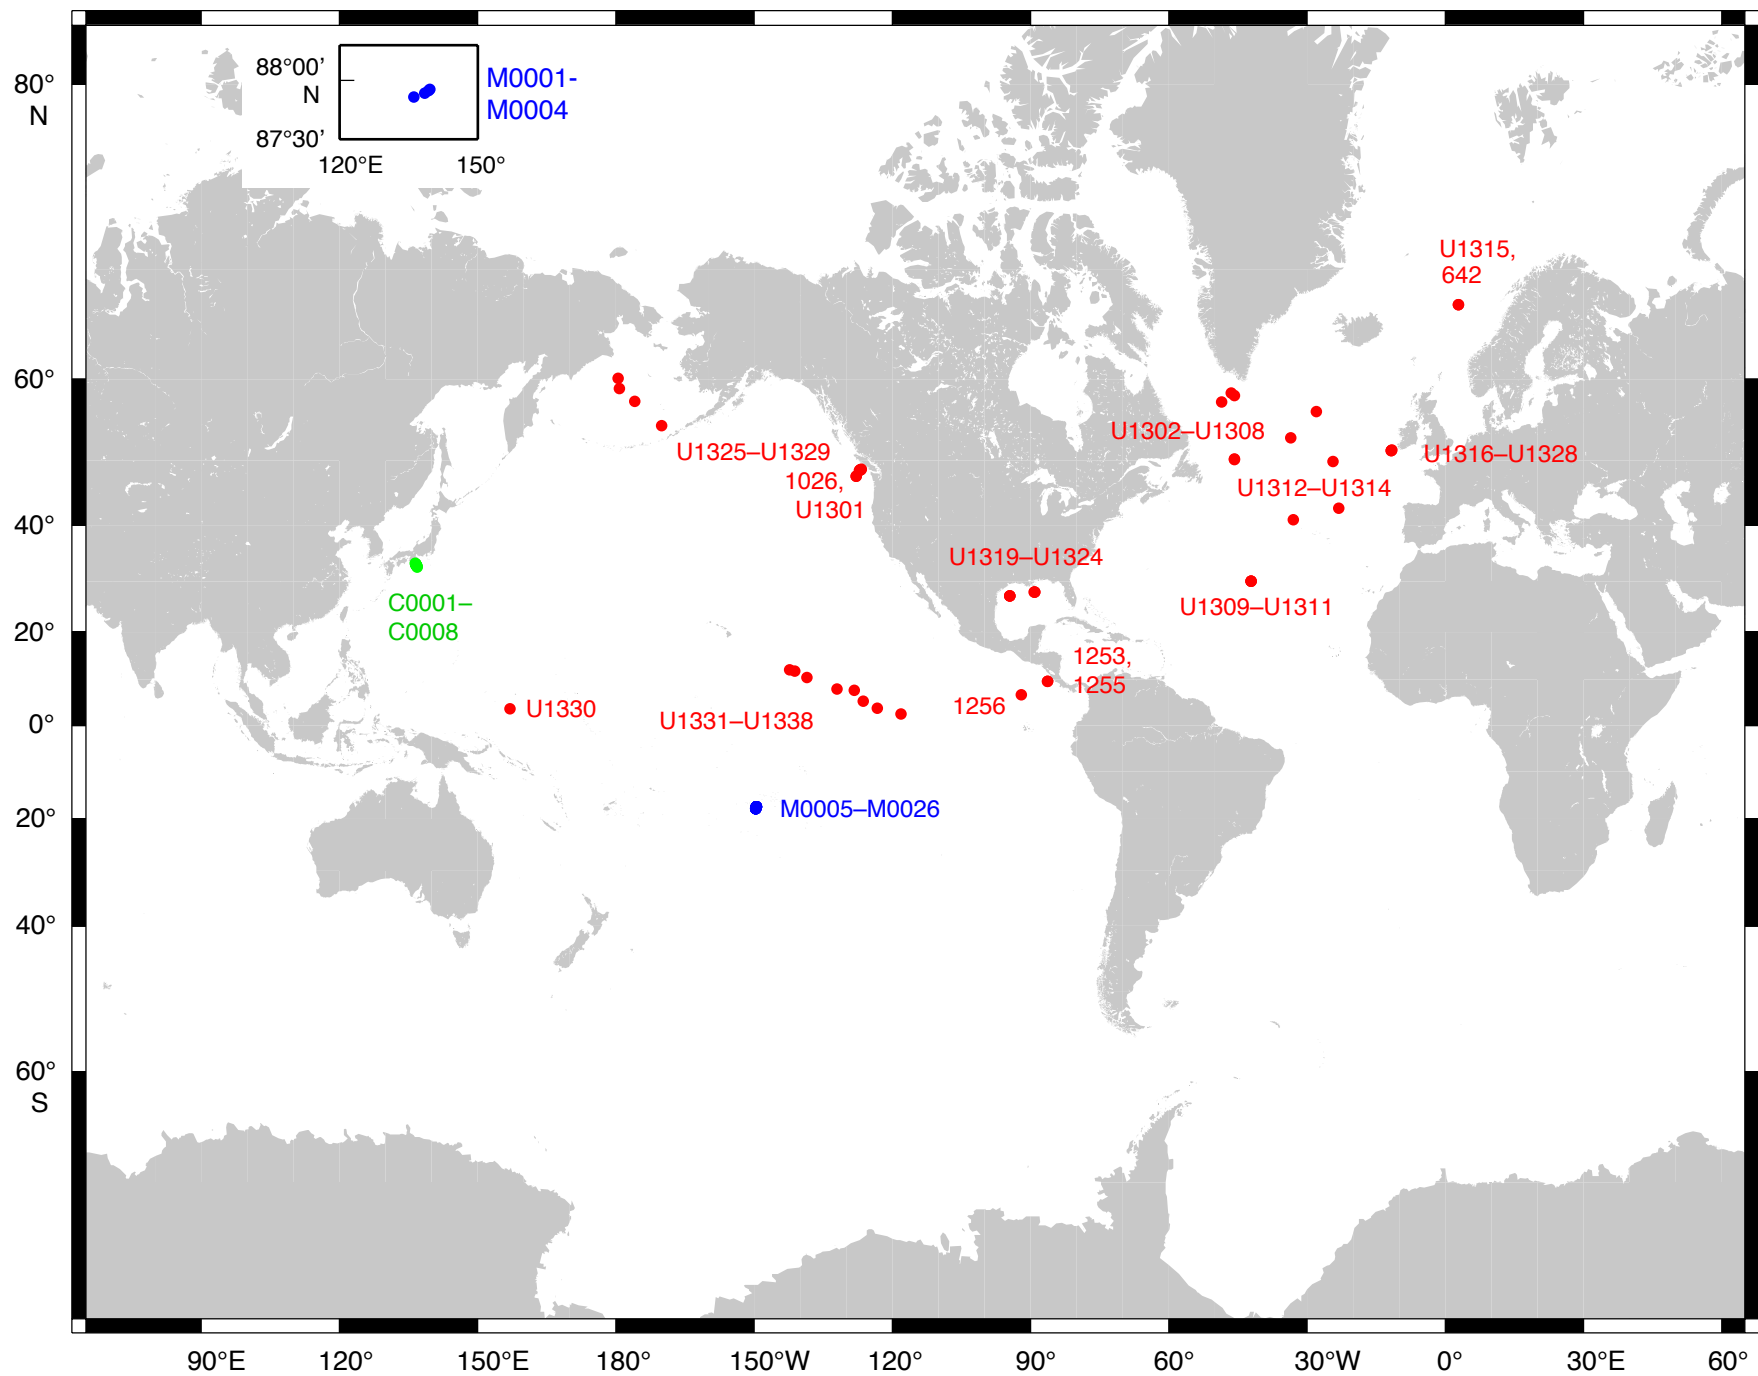 88°00'
N
87°30'
120°E
150°
M0001-
M0004
80°
N
60°
40°
20°
0°
20°
40°
60°
S
U1315,
642
U1302–U1308
U1316–U1328
U1325–U1329
1026,
U1301
U1312–U1314
U1319–U1324
U1309–U1311
C0001–
C0008
1253,
1255
1256
U1330
U1331–U1338
M0005–M0026
90°E
120°
150°E
180°
150°W
120°
90°
60°
30°W
0°
30°E
60°